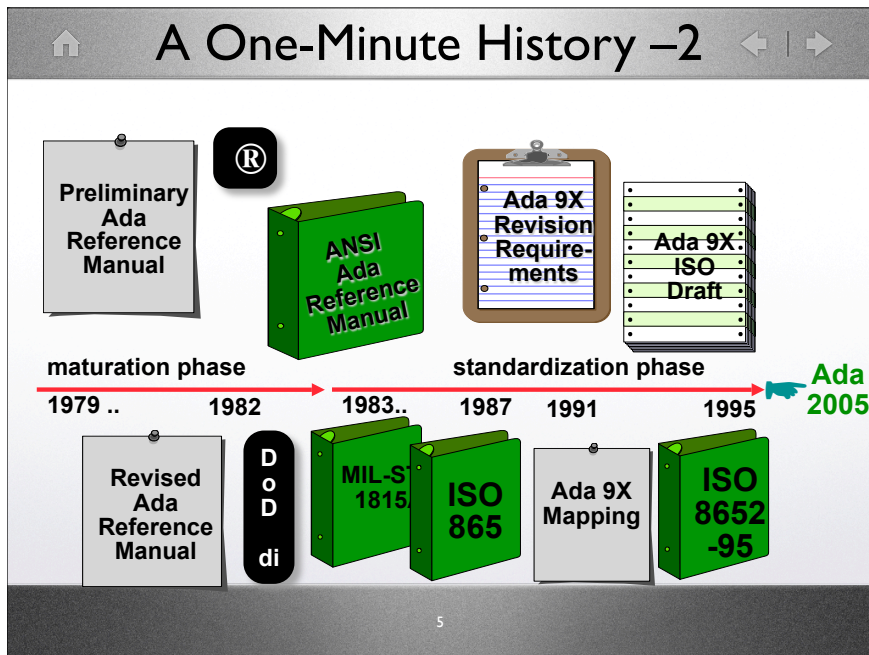 A One-Minute History –2
Preliminary
Ada
Reference
Manual
®
ANSI
Ada
Reference
Manual
Ada 9X
Revision
Require-
ments
Ada 9X
ISO
Draft
maturation phase
standardization phase
1979 ..
1982
1983..
1987
1991
1995
Ada
2005
Revised
Ada
Reference
Manual
D
o
D
di
MIL-S
1815
ISO
865
Ada 9X
Mapping
ISO
8652
-95
5